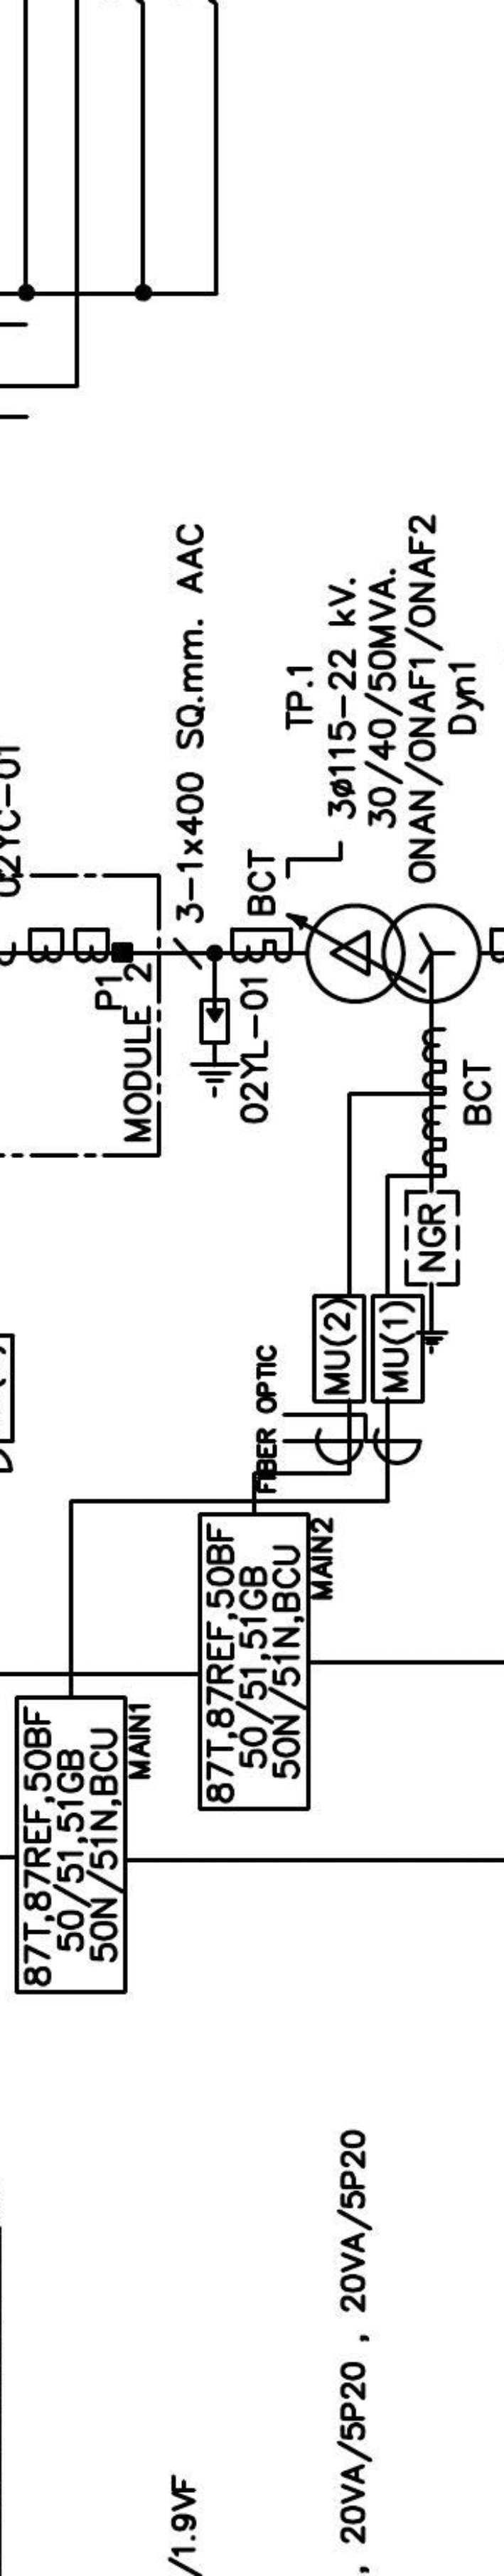 02YC-01
3-1x400 SQ.mm. AAC
P1
MODULE 2
02YL-01
BCT
TP.1
3ø115-22 kV.
30/40/50MVA.
ONAN/ONAF1/ONAF2
Dyn1
BCT
NGR
MU(2)
MU(1)
FIBER OPTIC
87T,87REF,50BF
50/51,51GB
50N/51N,BCU
MAIN2
87T,87REF,50BF
50/51,51GB
50N/51N,BCU
MAIN1
/1.9VF
, 20VA/5P20 , 20VA/5P20